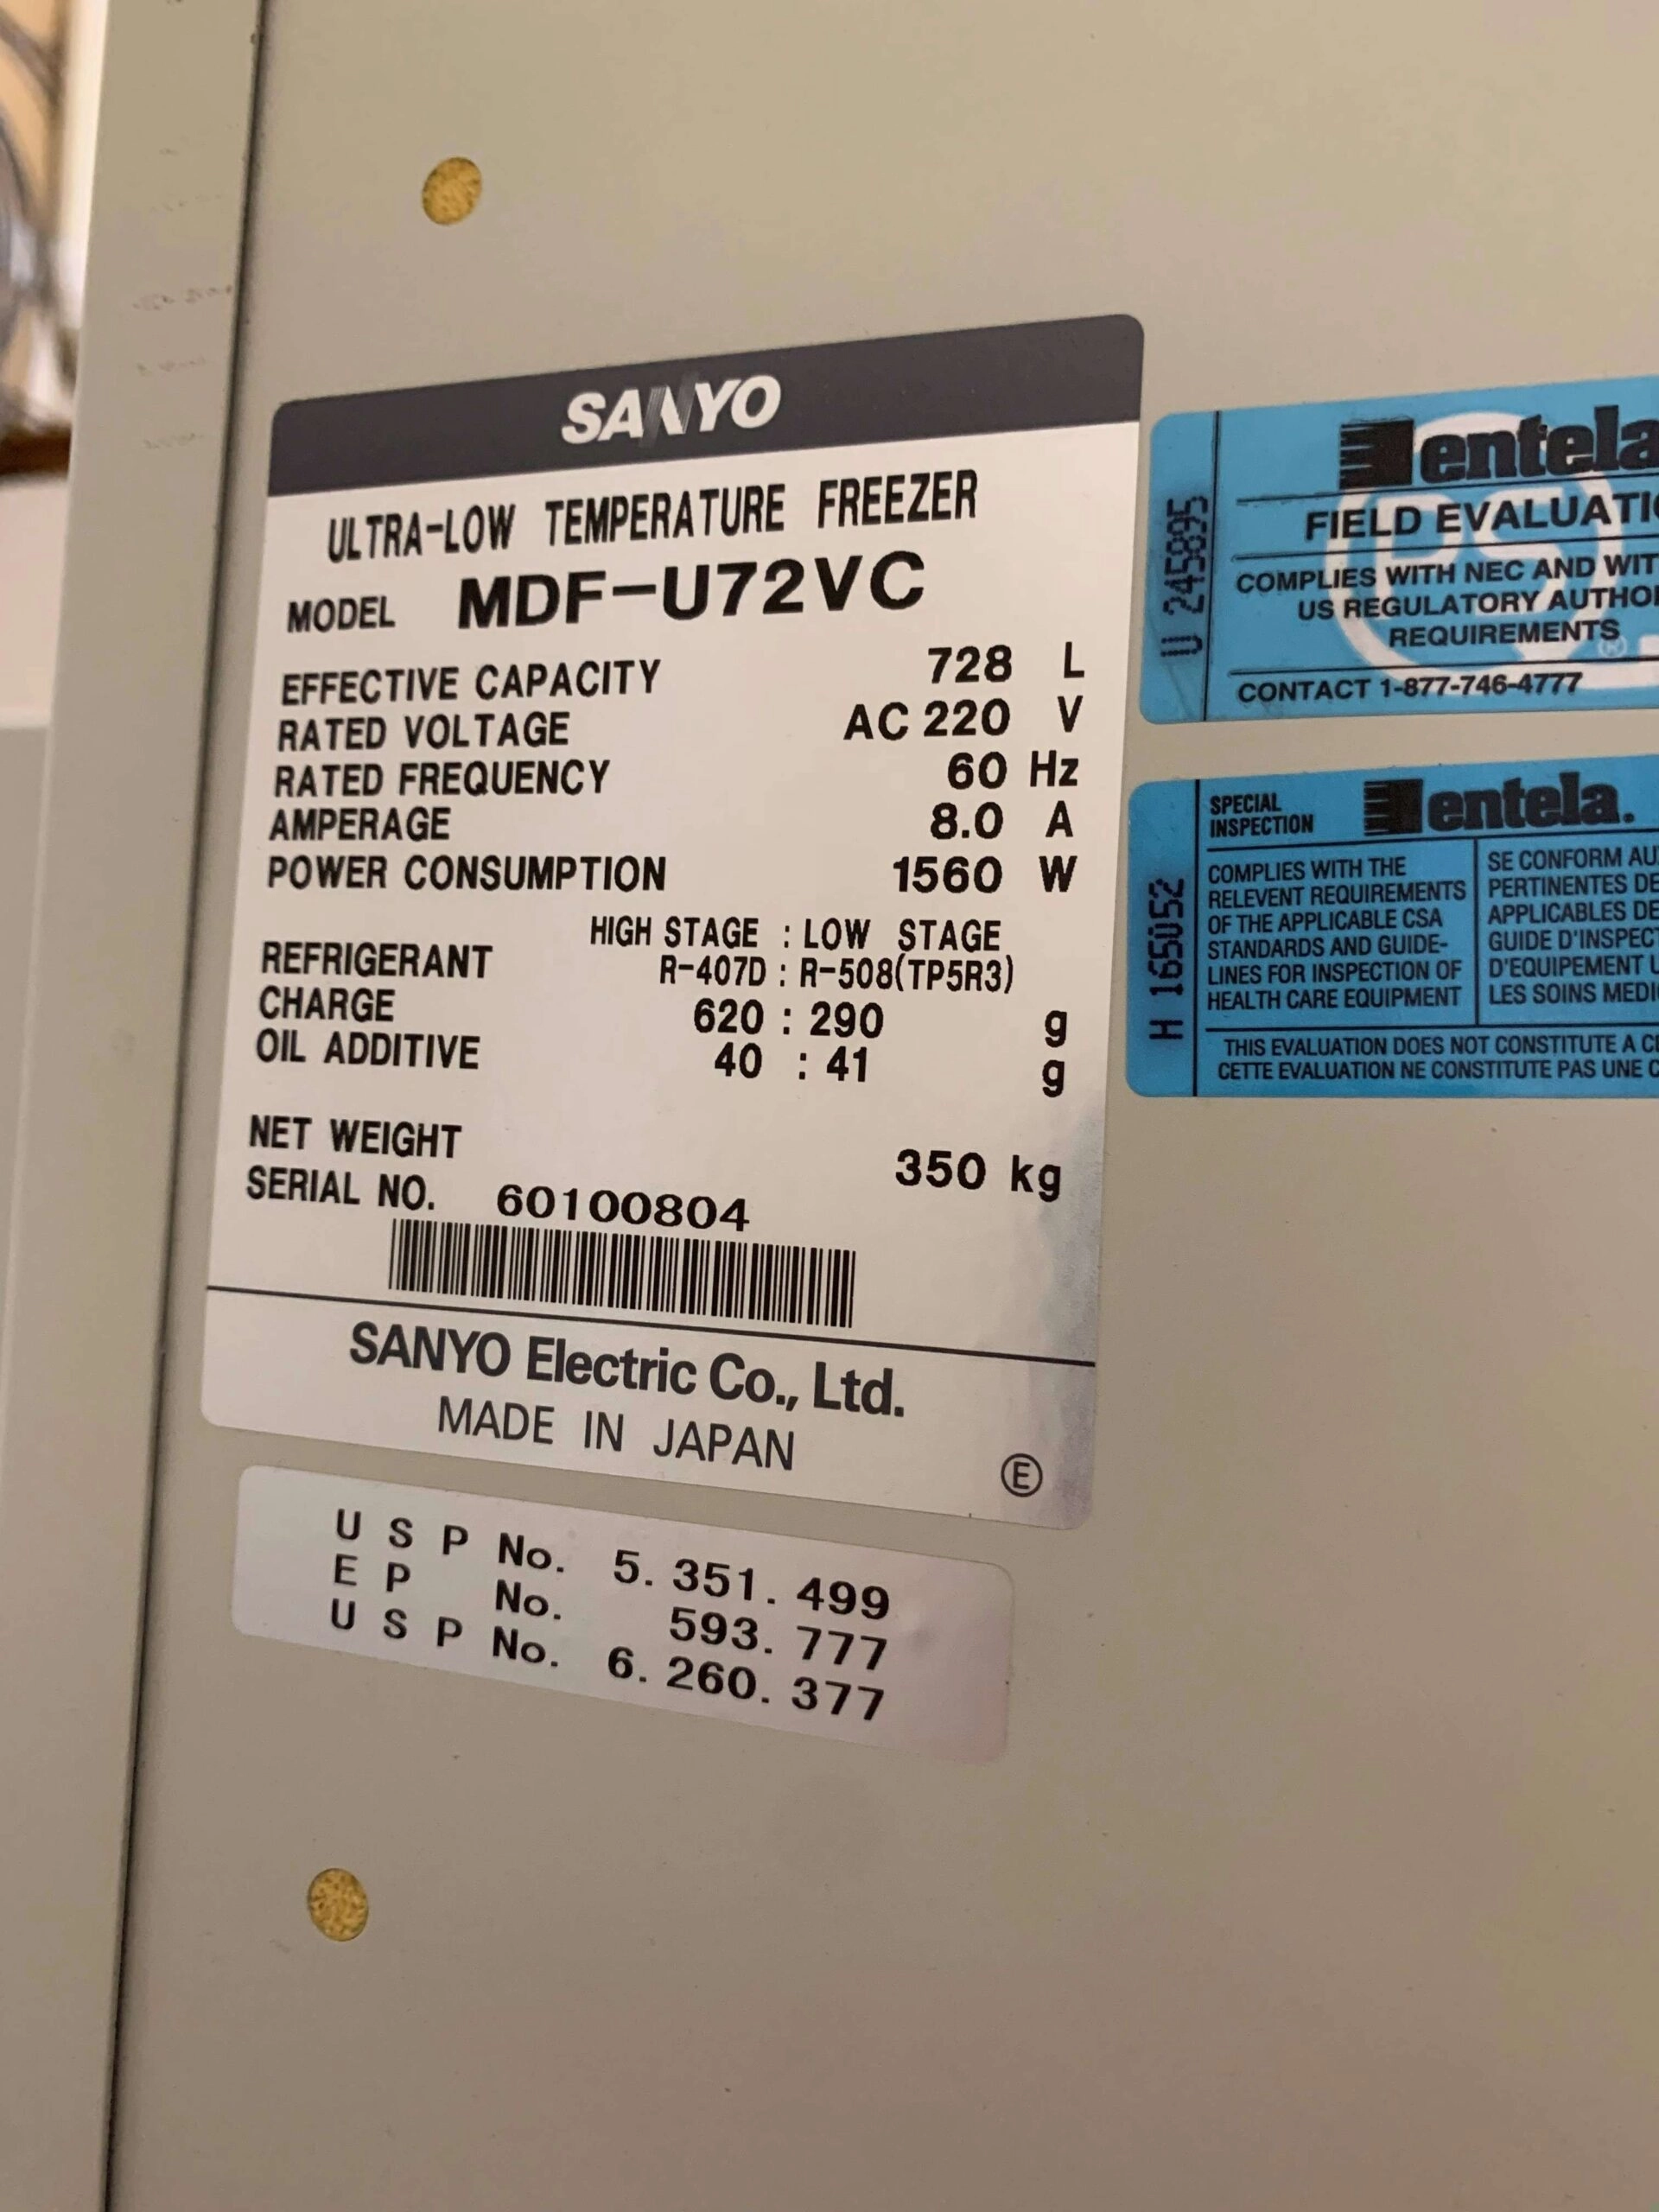 SANYO
ULTRA-LOW TEMPERATURE FREEZER
MODEL MDF-U72VC
EFFECTIVE CAPACITY 728 L
RATED VOLTAGE AC 220 V
RATED FREQUENCY 60 Hz
AMPERAGE 8.0 A
POWER CONSUMPTION 1560 W
HIGH STAGE : LOW STAGE
REFRIGERANT R-407D : R-508(TP5R3)
CHARGE 620 : 290 g
OIL ADDITIVE 40 : 41 g
NET WEIGHT 350 kg
SERIAL NO. 60100804
SANYO Electric Co., Ltd.
MADE IN JAPAN
E
U S P No. 5. 351. 499
E P No. 593. 777
U S P No. 6. 260. 377
U 245895
entela
FIELD EVALUATI
COMPLIES WITH NEC AND WIT
US REGULATORY AUTHO
REQUIREMENTS
CONTACT 1-877-746-4777
H 165052
SPECIAL
INSPECTION
entela.
COMPLIES WITH THE
RELEVENT REQUIREMENTS
OF THE APPLICABLE CSA
STANDARDS AND GUIDE-
LINES FOR INSPECTION OF
HEALTH CARE EQUIPMENT
SE CONFORM AU
PERTINENTES DE
APPLICABLES DE
GUIDE D'INSPECT
D'EQUIPEMENT
LES SOINS MEDI
THIS EVALUATION DOES NOT CONSTITUTE A
CETTE EVALUATION NE CONSTITUTE PAS UNE